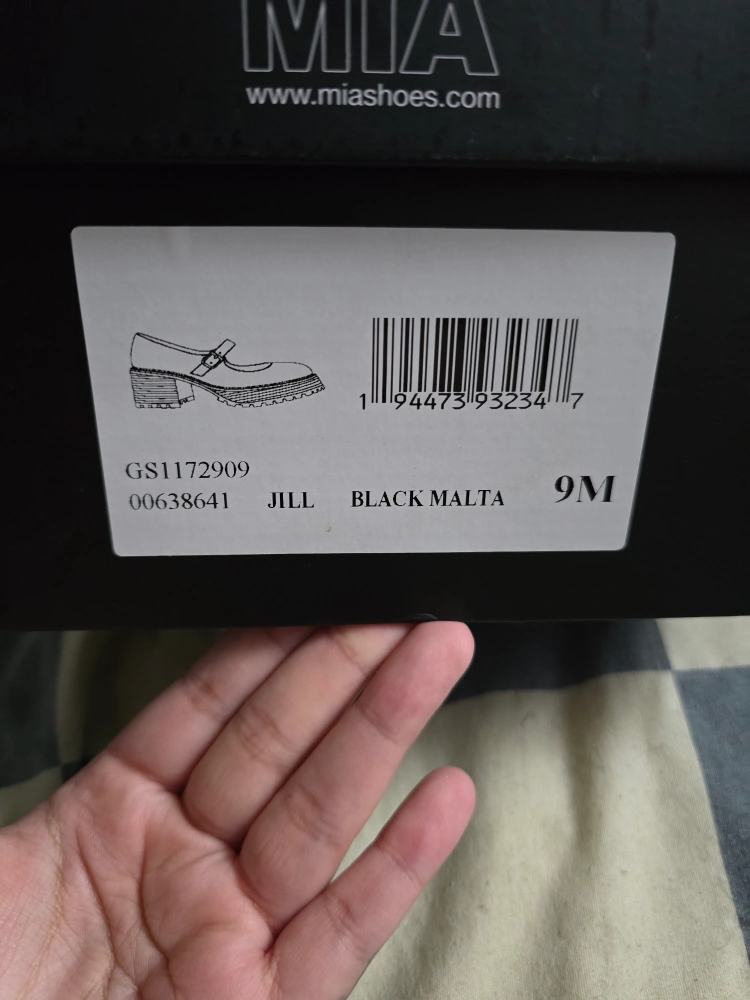 MIA
www.miashoes.com
1 94473 93234 7
GS1172909
00638641 JILL BLACK MALTA 9M